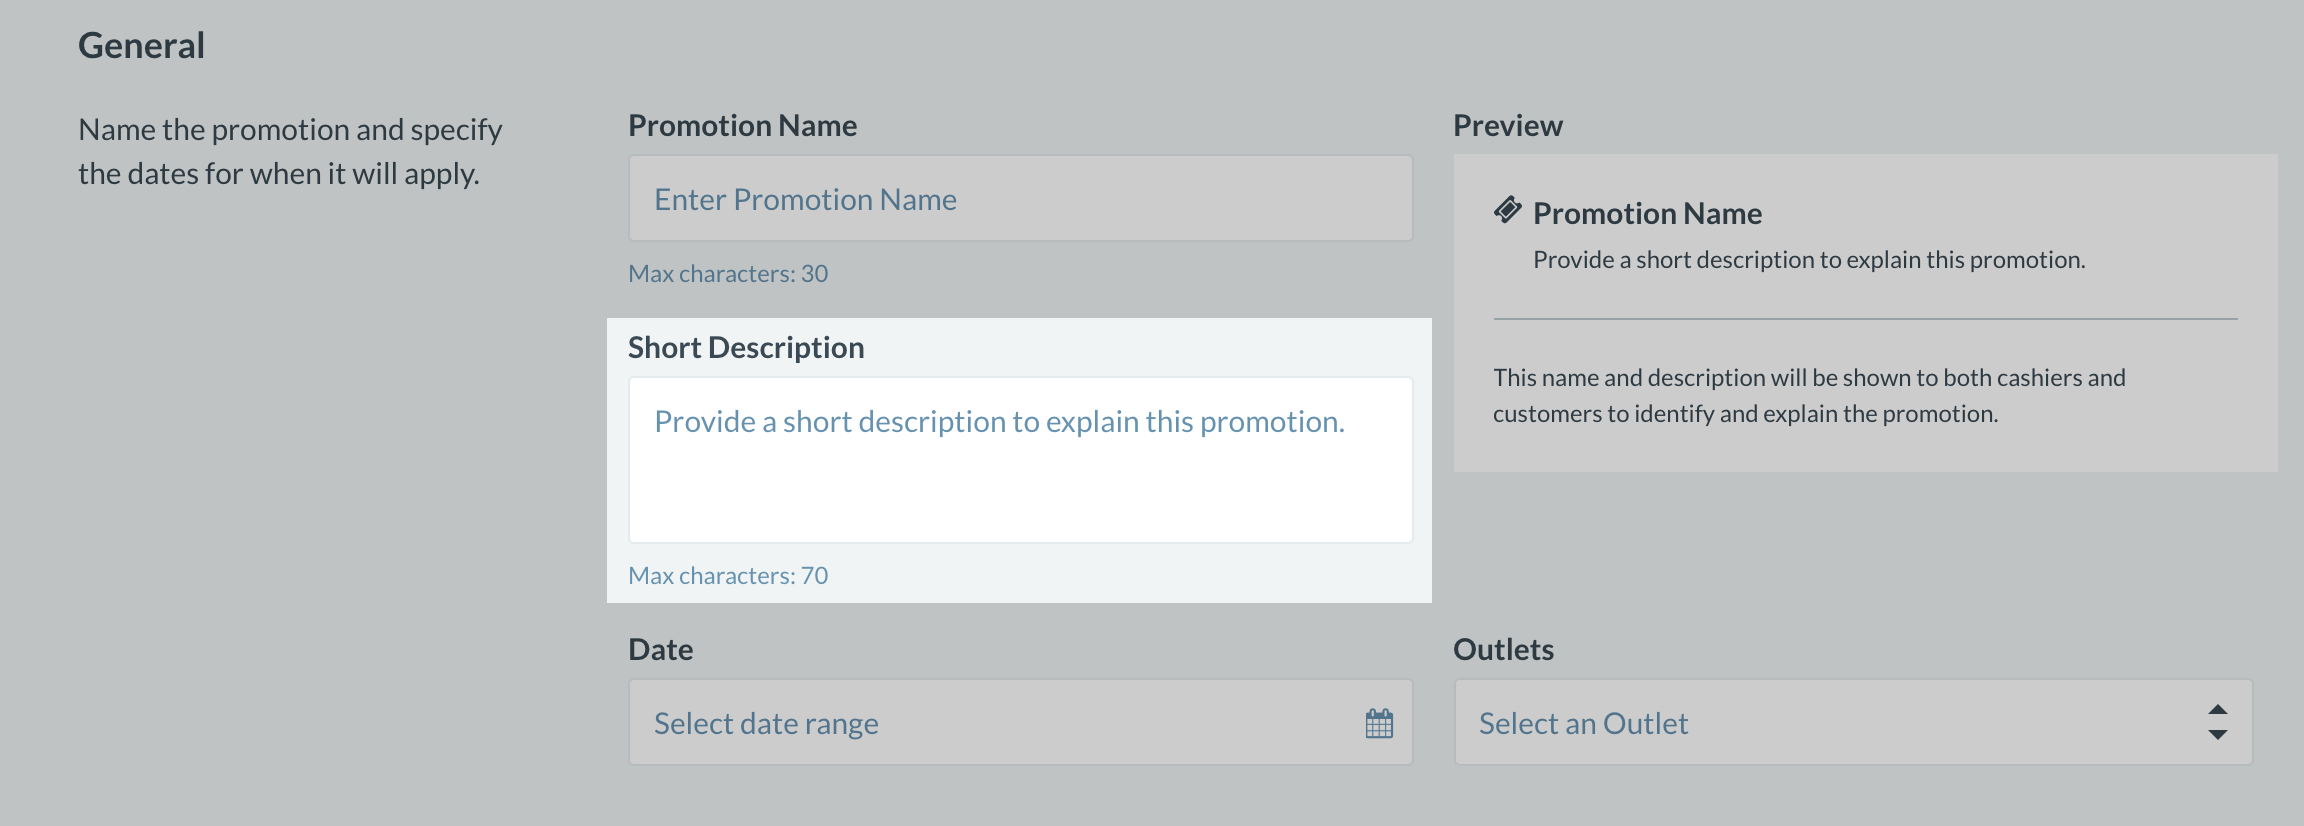 General
Name the promotion and specify
the dates for when it will apply.
Promotion Name
Enter Promotion Name
Max characters: 30
Short Description
Provide a short description to explain this promotion.
Max characters: 70
Date
Select date range
Preview
Promotion Name
Provide a short description to explain this promotion.
This name and description will be shown to both cashiers and
customers to identify and explain the promotion.
Outlets
Select an Outlet